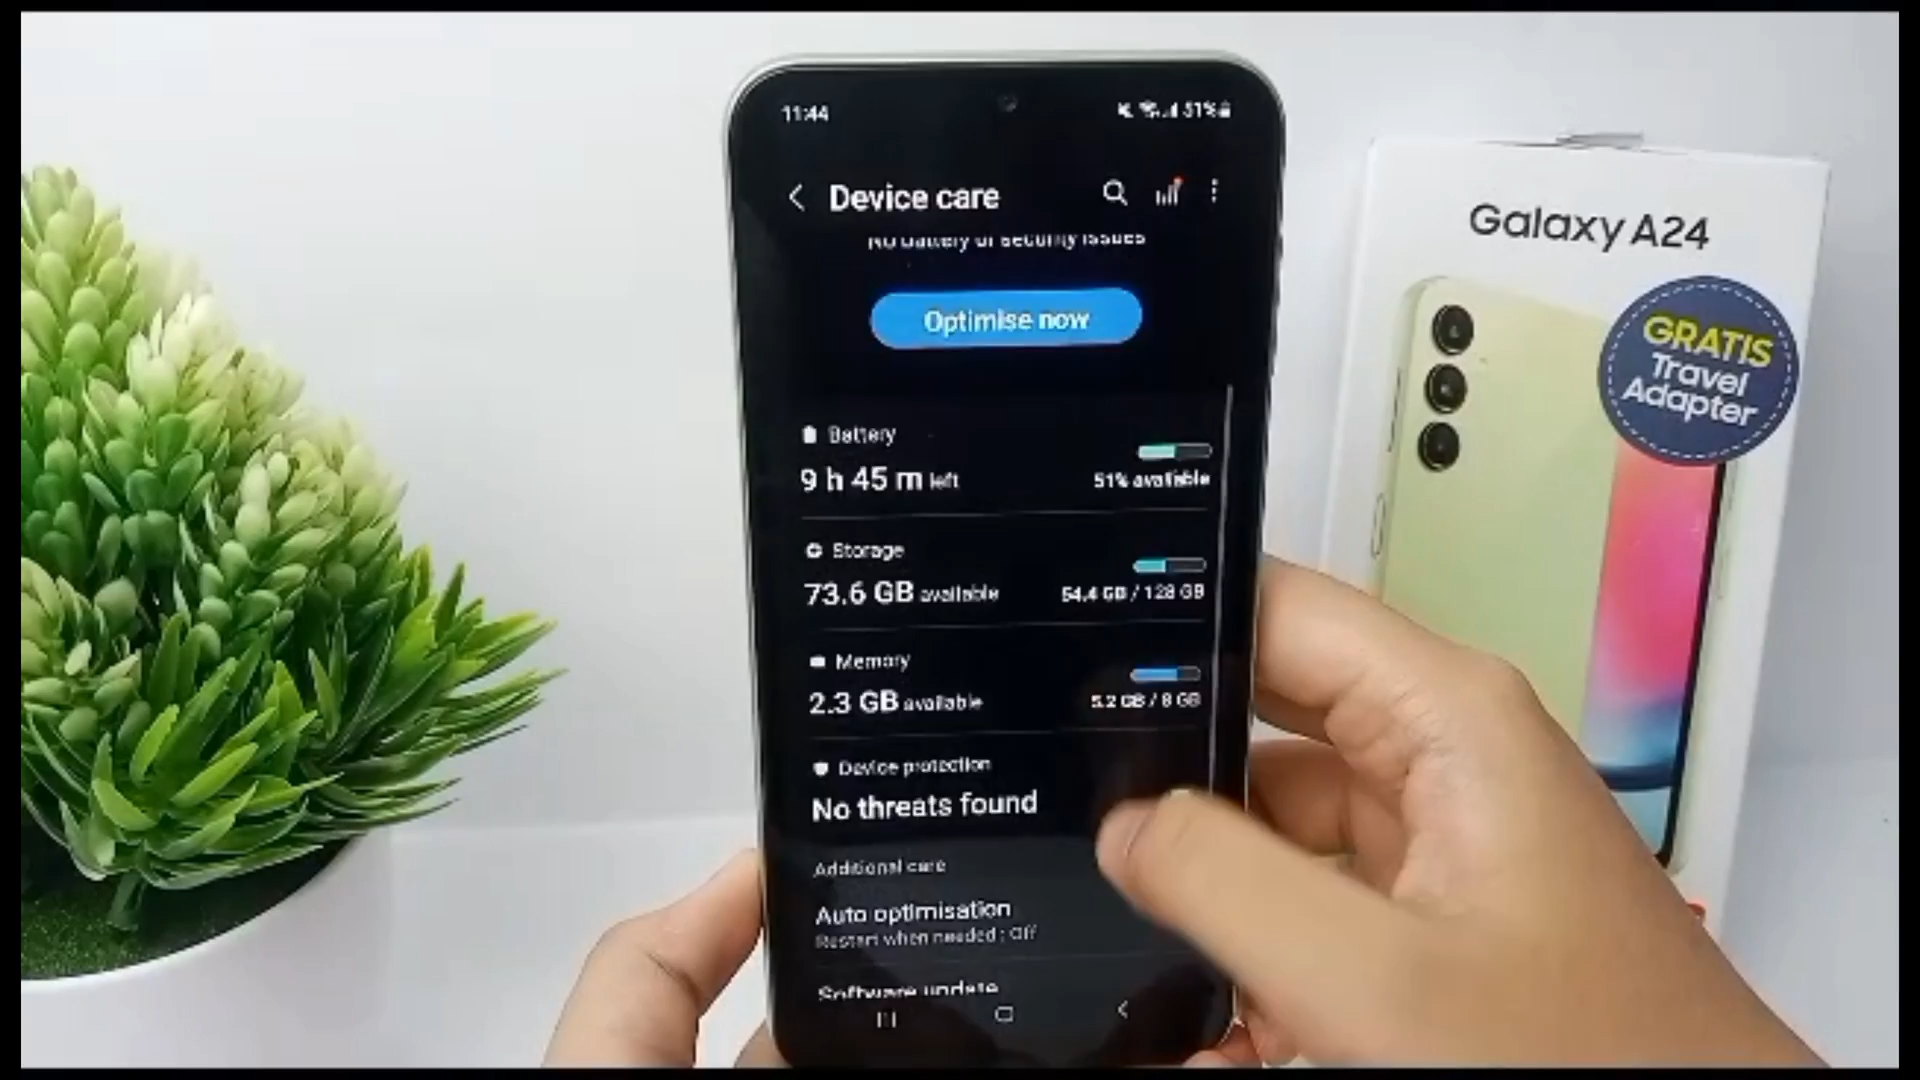 11:44
51%
Device care
No battery or security issues
Optimise now
Battery
9 h 45 m left
51% available
Storage
73.6 GB available
54.4 GB / 128 GB
Memory
2.3 GB available
5.2 GB / 8 GB
Device protection
No threats found
Additional care
Auto optimisation
Restart when needed : Off
Software update
Galaxy A24
GRATIS
Travel
Adapter